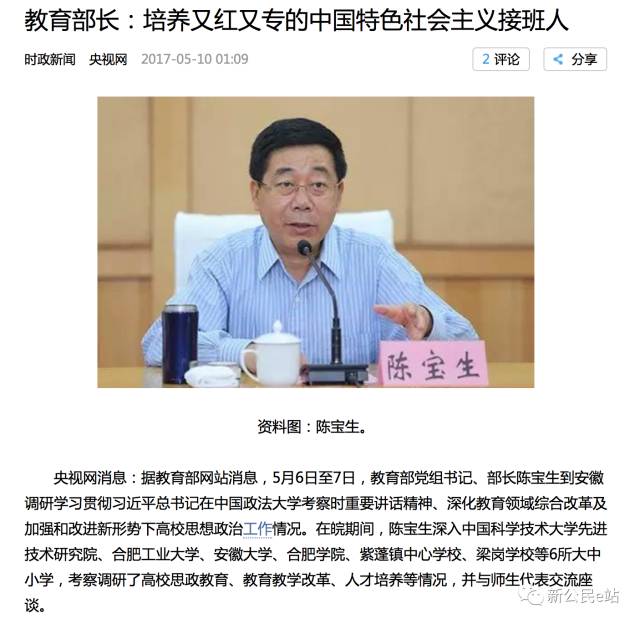 教育部长：培养又红又专的中国特色社会主义接班人
时政新闻 央视网 2017-05-10 01:09 2 评论 分享
陈宝生
资料图：陈宝生。
央视网消息：据教育部网站消息，5月6日至7日，教育部党组书记、部长陈宝生到安徽
调研学习贯彻习近平总书记在中国政法大学考察时重要讲话精神、深化教育领域综合改革及
加强和改进新形势下高校思想政治工作情况。在皖期间，陈宝生深入中国科学技术大学先进
技术研究院、合肥工业大学、安徽大学、合肥学院、紫蓬镇中心学校、梁岗学校等6所大中
小学，考察调研了高校思政教育、教育教学改革、人才培养等情况，并与师生代表交流座
谈。
新公民e站